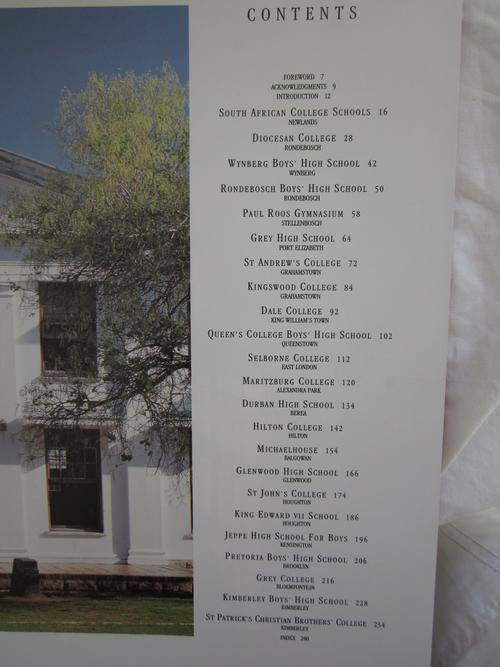 CONTENTS
FOREWORD 7
ACKNOWLEDGMENTS 9
INTRODUCTION 12
SOUTH AFRICAN COLLEGE SCHOOLS 16
NEWLANDS
DIOCESAN COLLEGE 28
RONDEBOSCH
WYNBERG BOYS' HIGH SCHOOL 42
WYNBERG
RONDEBOSCH BOYS' HIGH SCHOOL 50
RONDEBOSCH
PAUL ROOS GYMNASIUM 58
STELLENBOSCH
GREY HIGH SCHOOL 64
PORT ELIZABETH
ST ANDREW'S COLLEGE 72
GRAHAMSTOWN
KINGSWOOD COLLEGE 84
GRAHAMSTOWN
DALE COLLEGE 92
KING WILLIAM'S TOWN
QUEEN'S COLLEGE BOYS' HIGH SCHOOL 102
QUEENSTOWN
SELBORNE COLLEGE 112
EAST LONDON
MARITZBURG COLLEGE 120
ALEXANDRA PARK
DURBAN HIGH SCHOOL 134
BEREA
HILTON COLLEGE 142
HILTON
MICHAELHOUSE 154
BALGOWAN
GLENWOOD HIGH SCHOOL 166
GLENWOOD
ST JOHN'S COLLEGE 174
HOUGHTON
KING EDWARD VII SCHOOL 186
HOUGHTON
JEPPE HIGH SCHOOL FOR BOYS 196
KENSINGTON
PRETORIA BOYS' HIGH SCHOOL 206
BROOKLYN
GREY COLLEGE 216
BLOEMFONTEIN
KIMBERLEY BOYS' HIGH SCHOOL 228
KIMBERLEY
ST PATRICK'S CHRISTIAN BROTHERS' COLLEGE 234
KIMBERLEY
INDEX 240